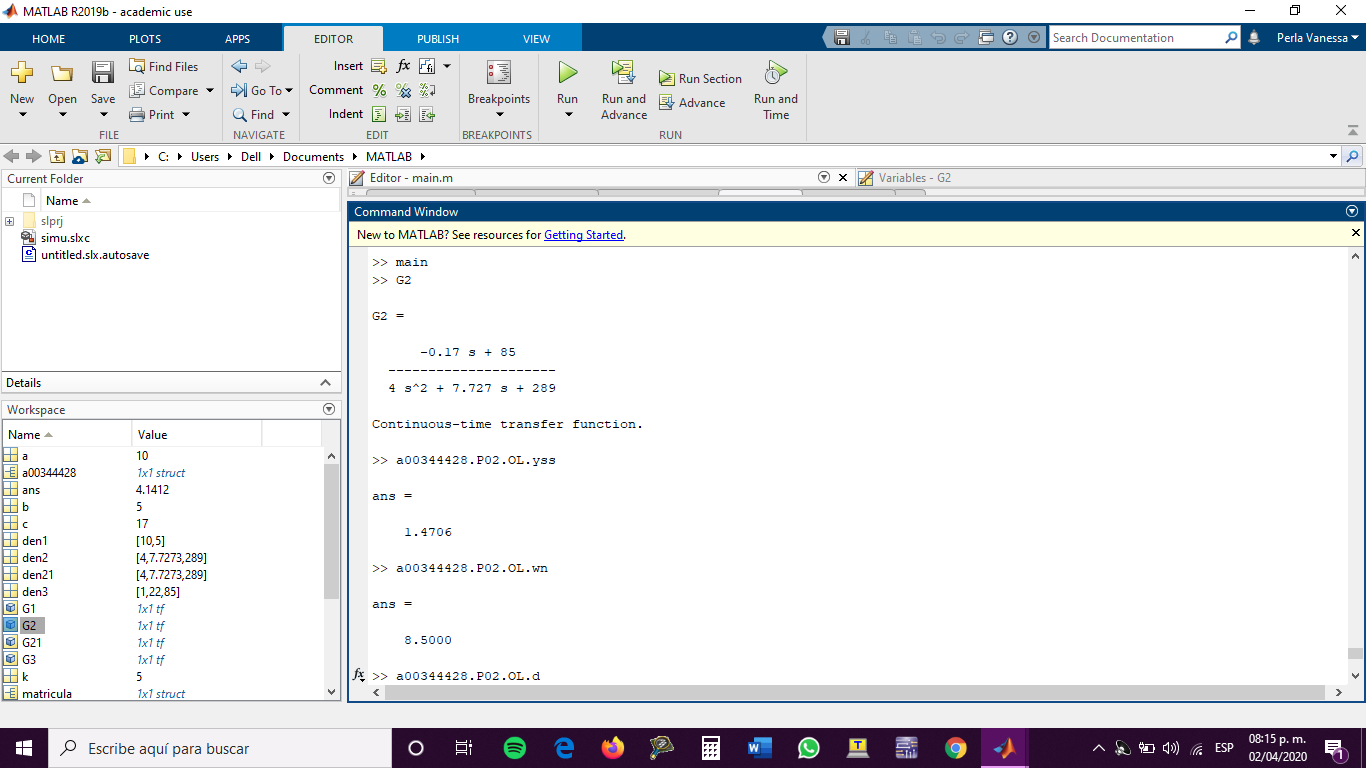 MATLAB R2019b - academic use
HOME PLOTS APPS EDITOR PUBLISH VIEW Search Documentation Perla Vanessa
New Open Save Find Files Compare Print Go To Find Insert fx Comment % Indent Breakpoints Run Run and Advance Run Section Advance Run and Time
FILE NAVIGATE EDIT BREAKPOINTS RUN
C: Users Dell Documents MATLAB
Current Folder
Name
slprj
simu.slxc
untitled.slx.autosave
Details
Workspace
Name Value
a 10
a00344428 1x1 struct
ans 4.1412
b 5
c 17
den1 [10,5]
den2 [4,7.7273,289]
den21 [4,7.7273,289]
den3 [1,22,85]
G1 1x1 tf
G2 1x1 tf
G21 1x1 tf
G3 1x1 tf
k 5
matricula 1x1 struct
Editor - main.m Variables - G2
Command Window
New to MATLAB? See resources for Getting Started.
>> main
>> G2
G2 =
-0.17 s + 85
---------------------
4 s^2 + 7.727 s + 289
Continuous-time transfer function.
>> a00344428.P02.OL.yss
ans =
1.4706
>> a00344428.P02.OL.wn
ans =
8.5000
fx >> a00344428.P02.OL.d
Escribe aquí para buscar
ESP
08:15 p. m.
02/04/2020
1